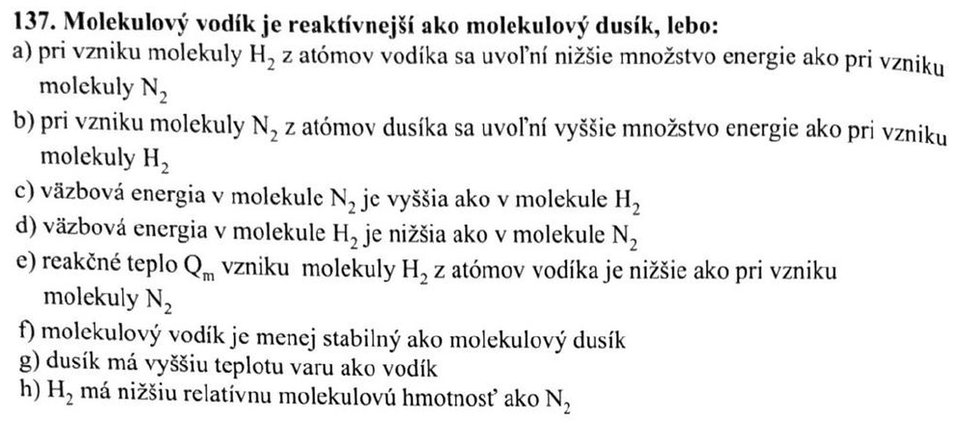 137. Molekulový vodík je reaktívnejší ako molekulový dusík, lebo:
a) pri vzniku molekuly H₂ z atómov vodíka sa uvoľní nižšie množstvo energie ako pri vzniku
molekuly N₂
b) pri vzniku molekuly N₂ z atómov dusíka sa uvoľní vyššie množstvo energie ako pri vzniku
molekuly H₂
c) väzbová energia v molekule N₂ je vyššia ako v molekule H₂
d) väzbová energia v molekule H₂ je nižšia ako v molekule N₂
e) reakčné teplo Qₘ vzniku molekuly H₂ z atómov vodíka je nižšie ako pri vzniku
molekuly N₂
f) molekulový vodík je menej stabilný ako molekulový dusík
g) dusík má vyššiu teplotu varu ako vodík
h) H₂ má nižšiu relatívnu molekulovú hmotnosť ako N₂